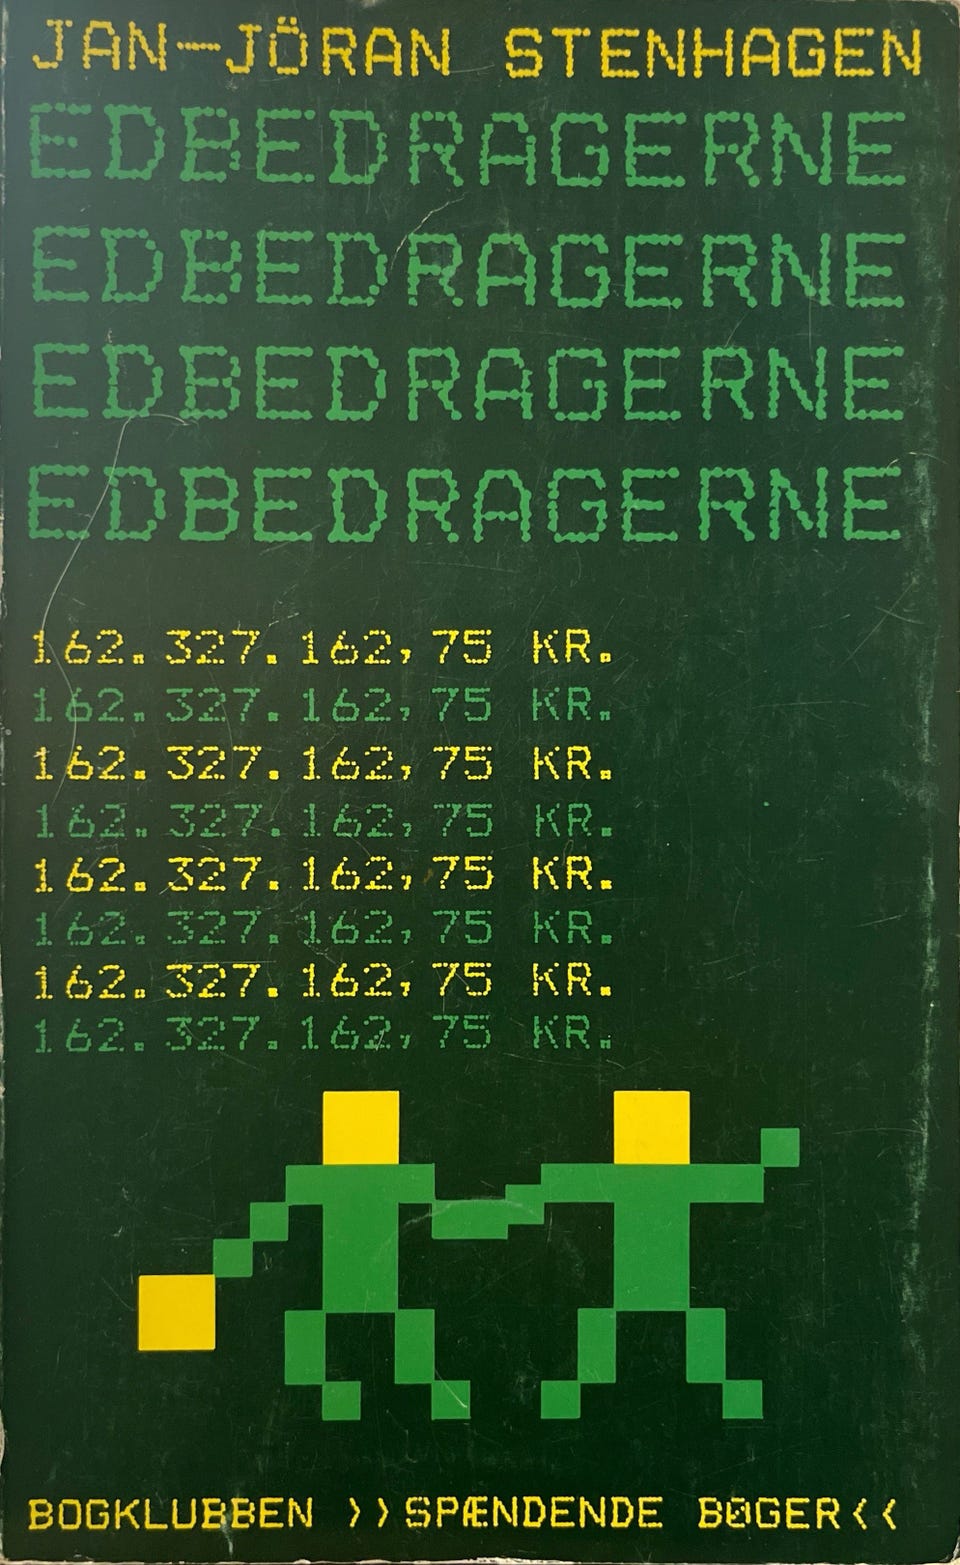 JAN-JÖRAN STENHAGEN
EDBEDRAGERNE
EDBEDRAGERNE
EDBEDRAGERNE
EDBEDRAGERNE
162.327.162,75 KR.
162.327.162,75 KR.
162.327.162,75 KR.
162.327.162,75 KR.
162.327.162,75 KR.
162.327.162,75 KR.
162.327.162,75 KR.
162.327.162,75 KR.
BOGKLUBBEN >>SPÆNDENDE BØGER<<